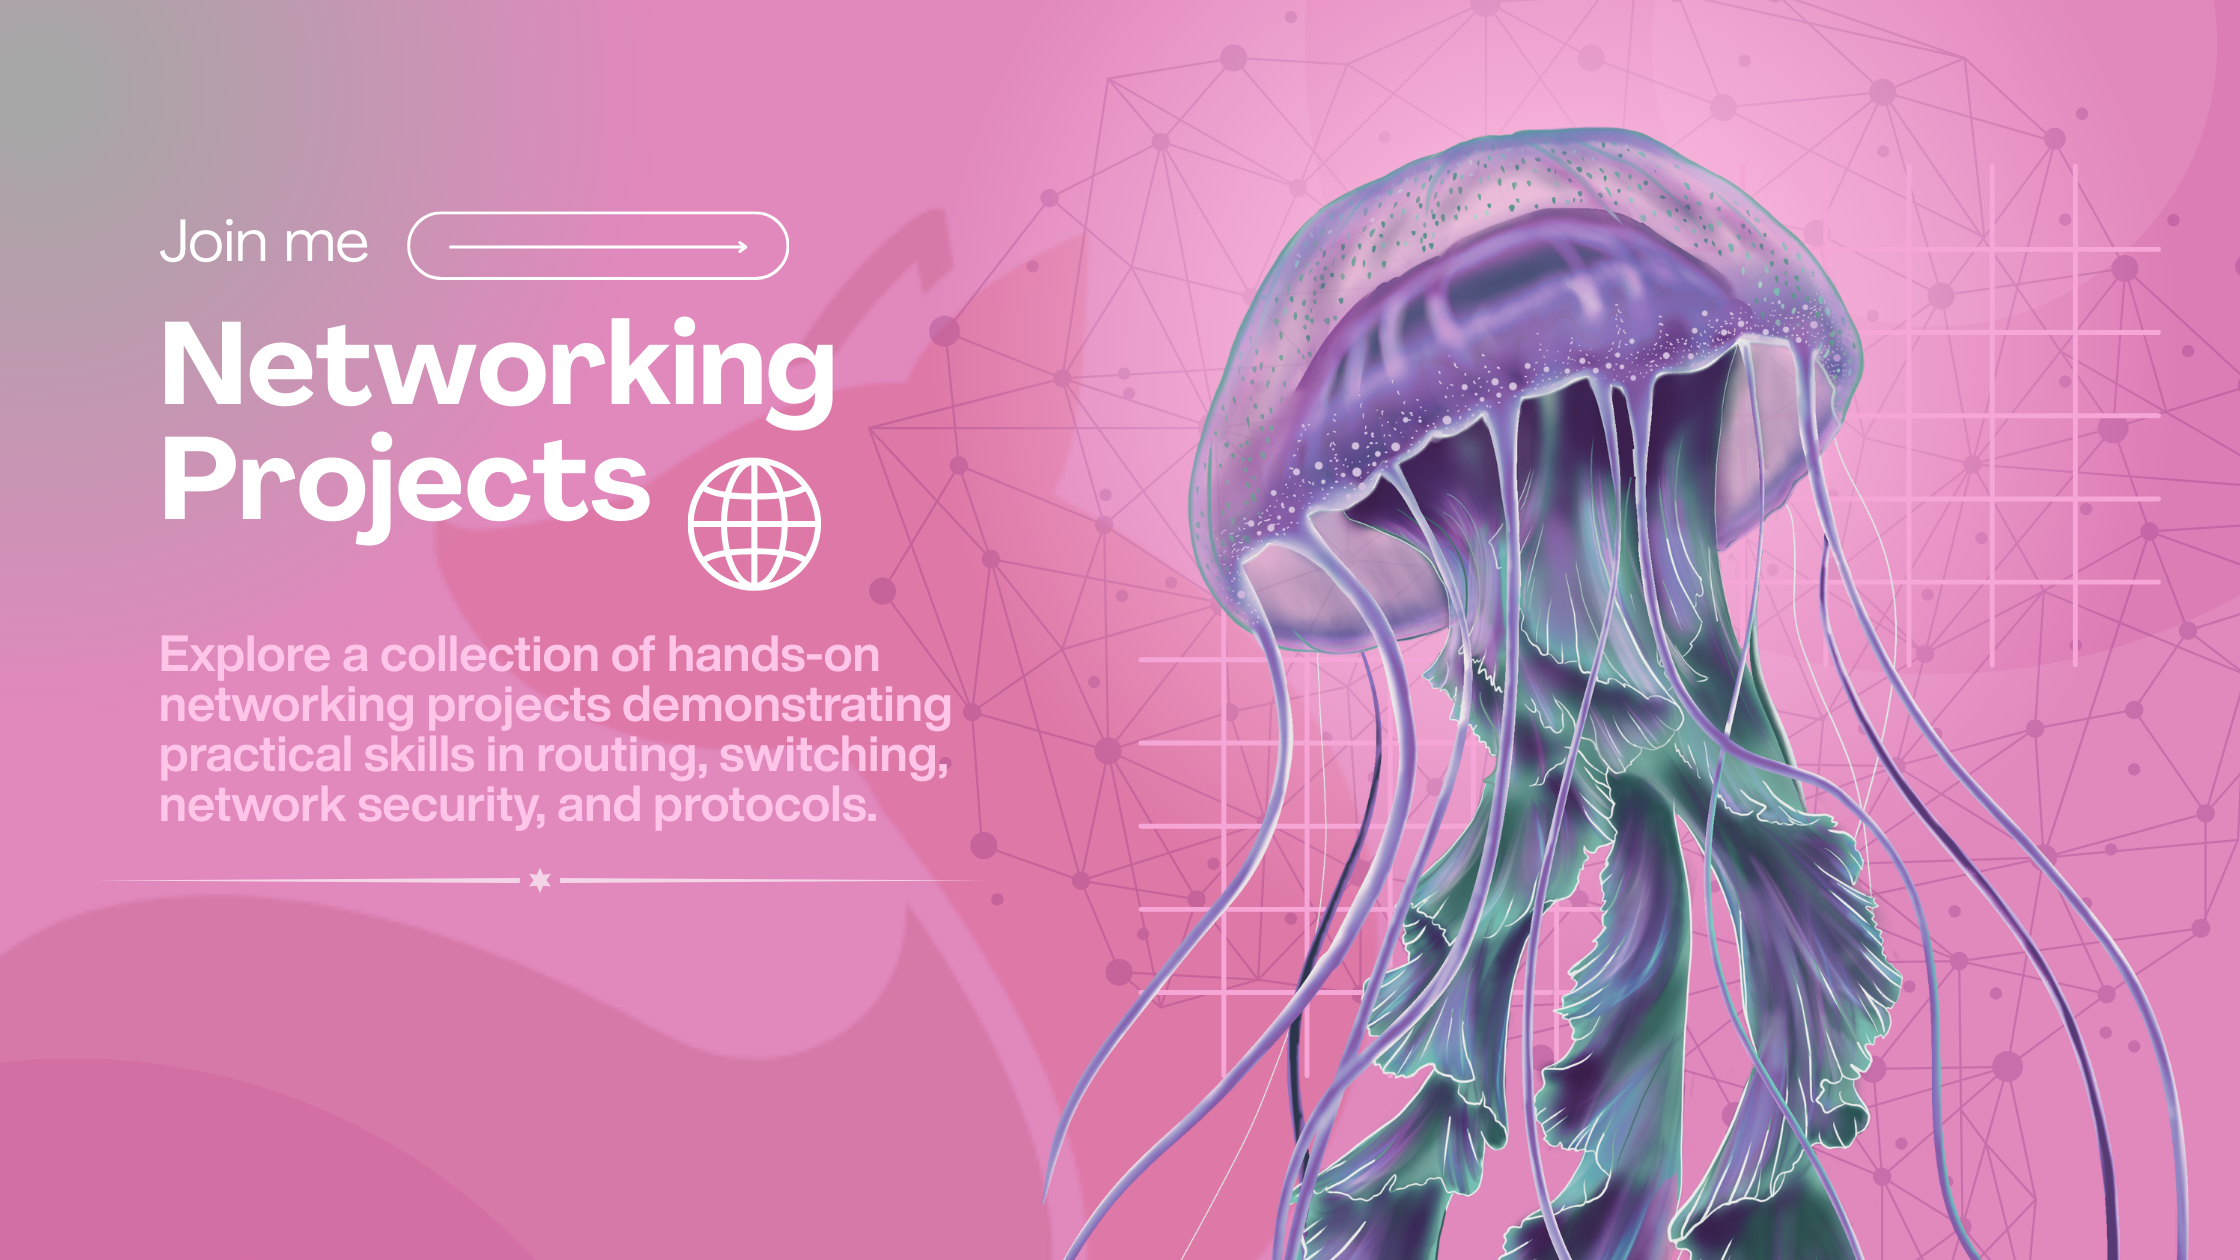 Join me
Networking
Projects
Explore a collection of hands-on
networking projects demonstrating
practical skills in routing, switching,
network security, and protocols.